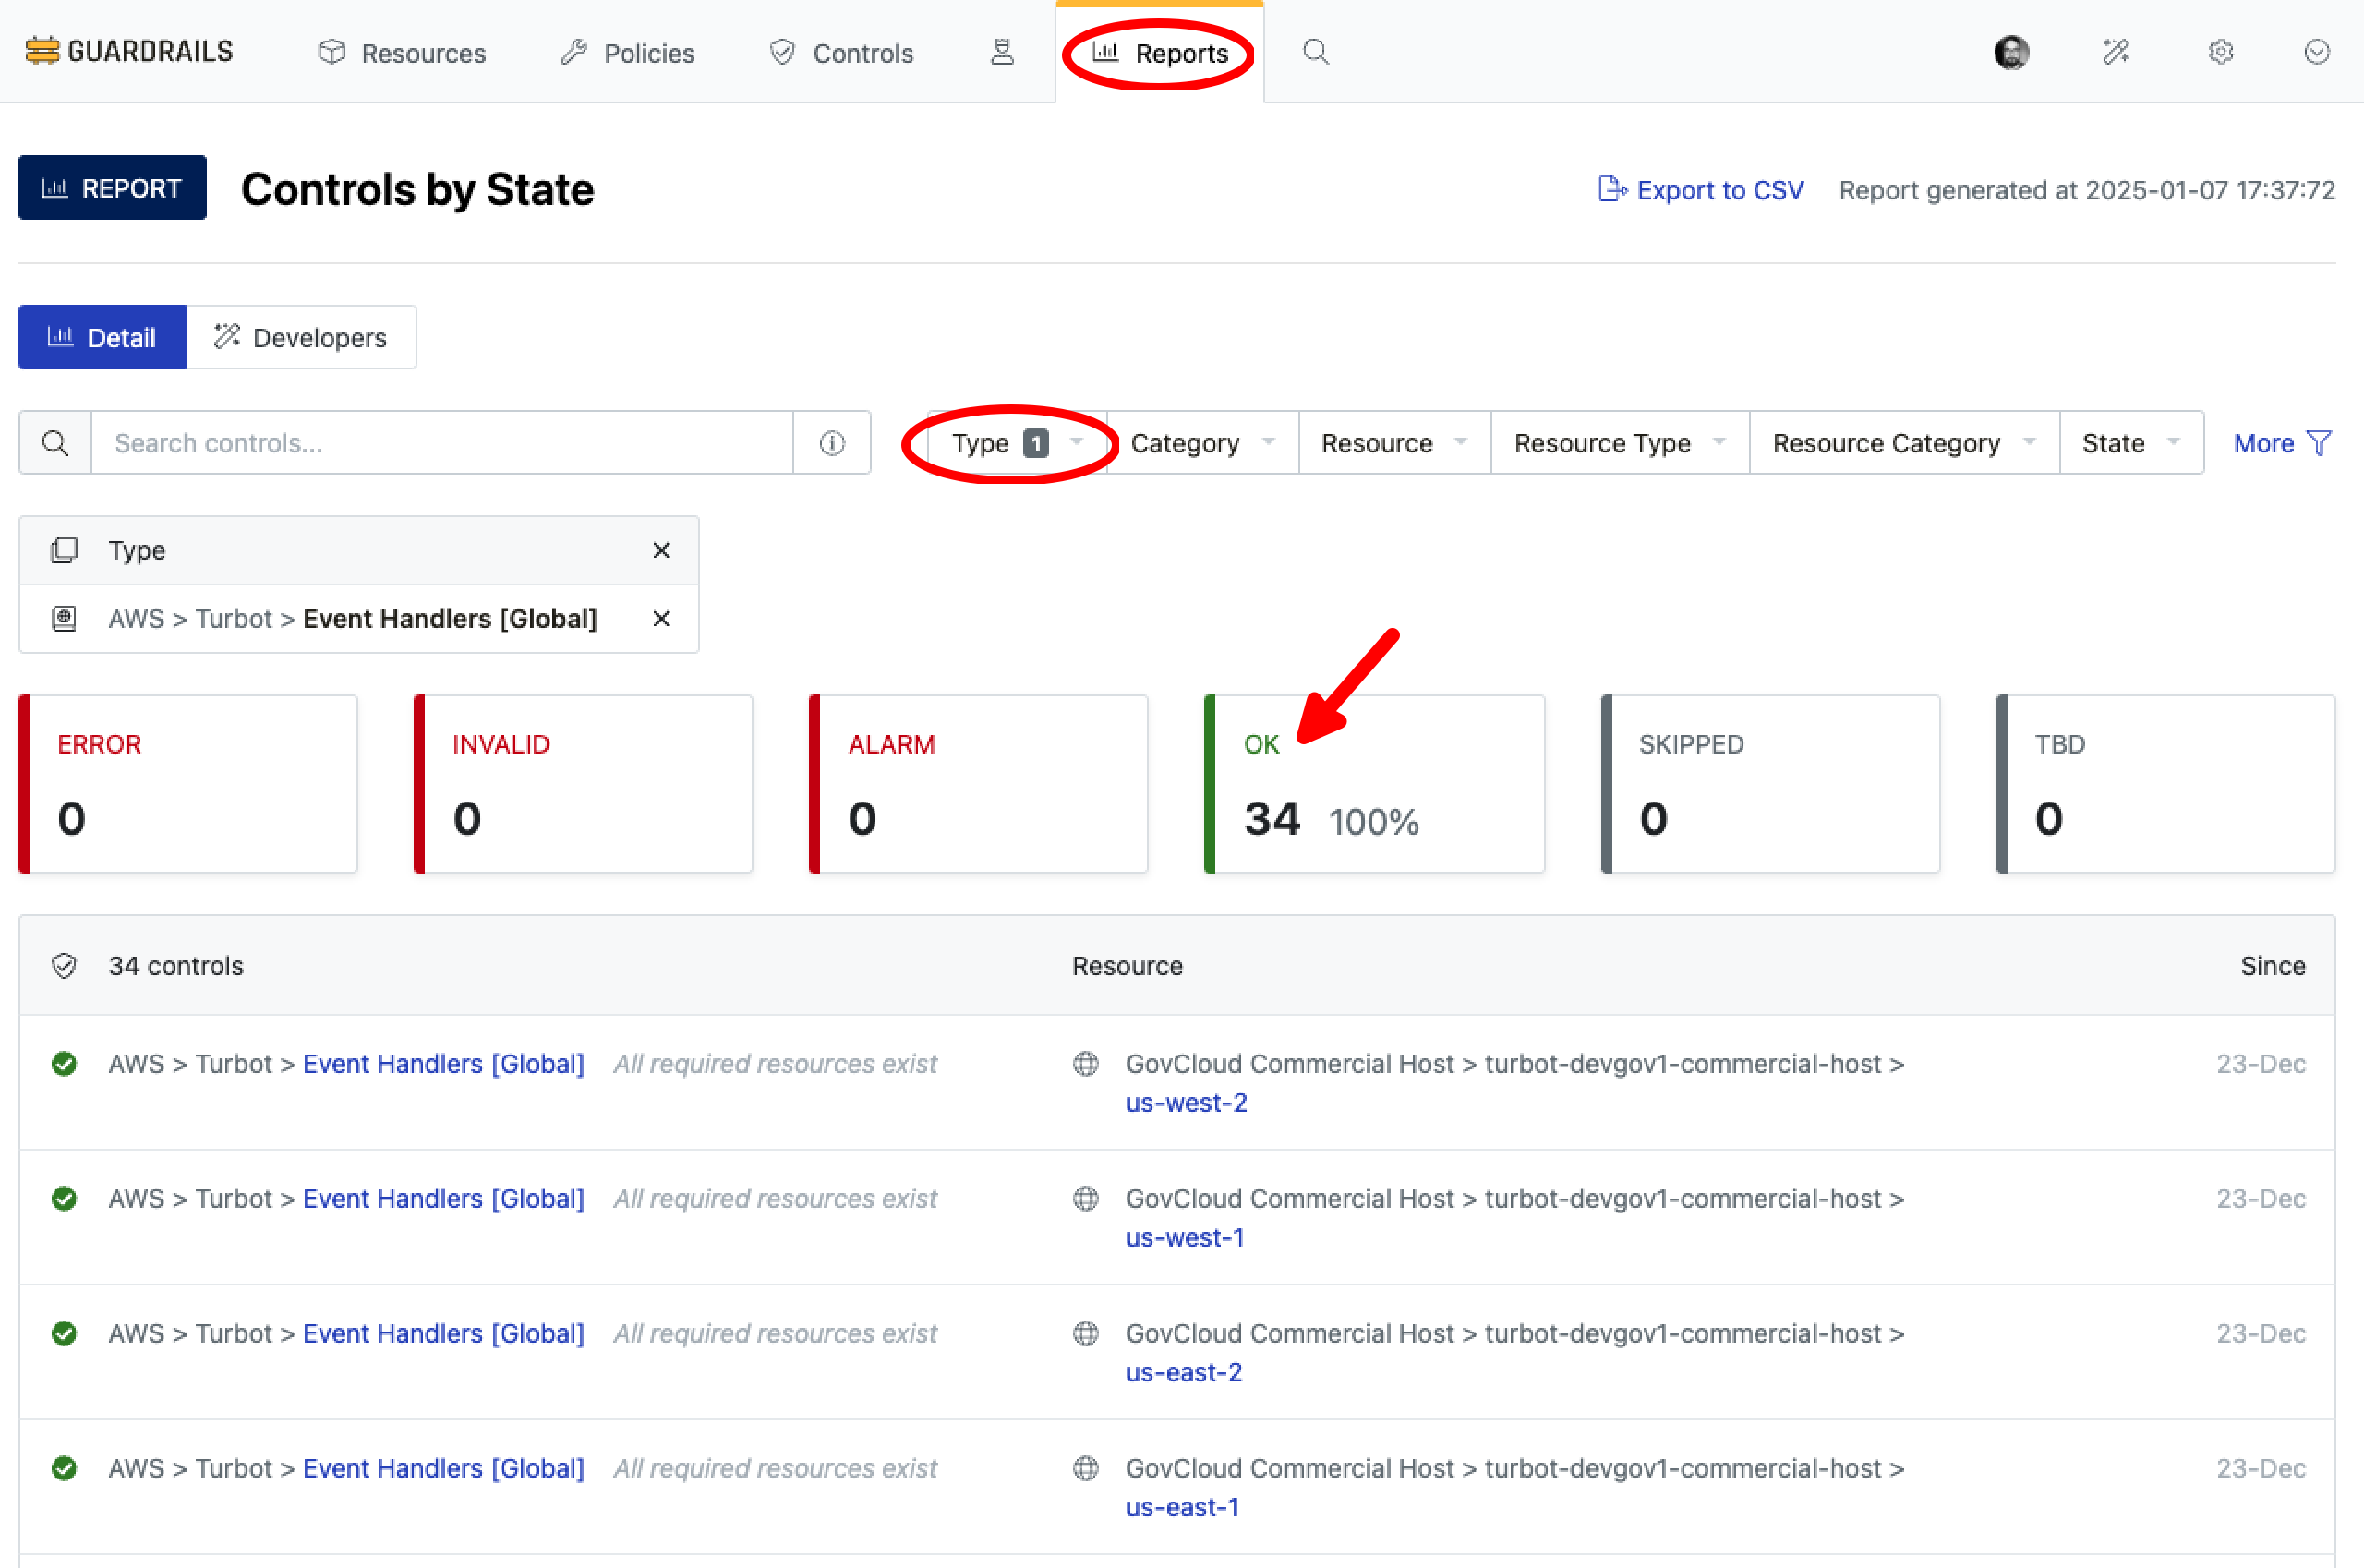 GUARDRAILS Resources Policies Controls Reports
REPORT Controls by State Export to CSV Report generated at 2025-01-07 17:37:72
Detail Developers
Search controls... Type 1 Category Resource Resource Type Resource Category State More
Type
AWS > Turbot > Event Handlers [Global]
ERROR INVALID ALARM OK SKIPPED TBD
0 0 0 34 100% 0 0
34 controls Resource Since
AWS > Turbot > Event Handlers [Global] All required resources exist GovCloud Commercial Host > turbot-devgov1-commercial-host > 23-Dec
us-west-2
AWS > Turbot > Event Handlers [Global] All required resources exist GovCloud Commercial Host > turbot-devgov1-commercial-host > 23-Dec
us-west-1
AWS > Turbot > Event Handlers [Global] All required resources exist GovCloud Commercial Host > turbot-devgov1-commercial-host > 23-Dec
us-east-2
AWS > Turbot > Event Handlers [Global] All required resources exist GovCloud Commercial Host > turbot-devgov1-commercial-host > 23-Dec
us-east-1